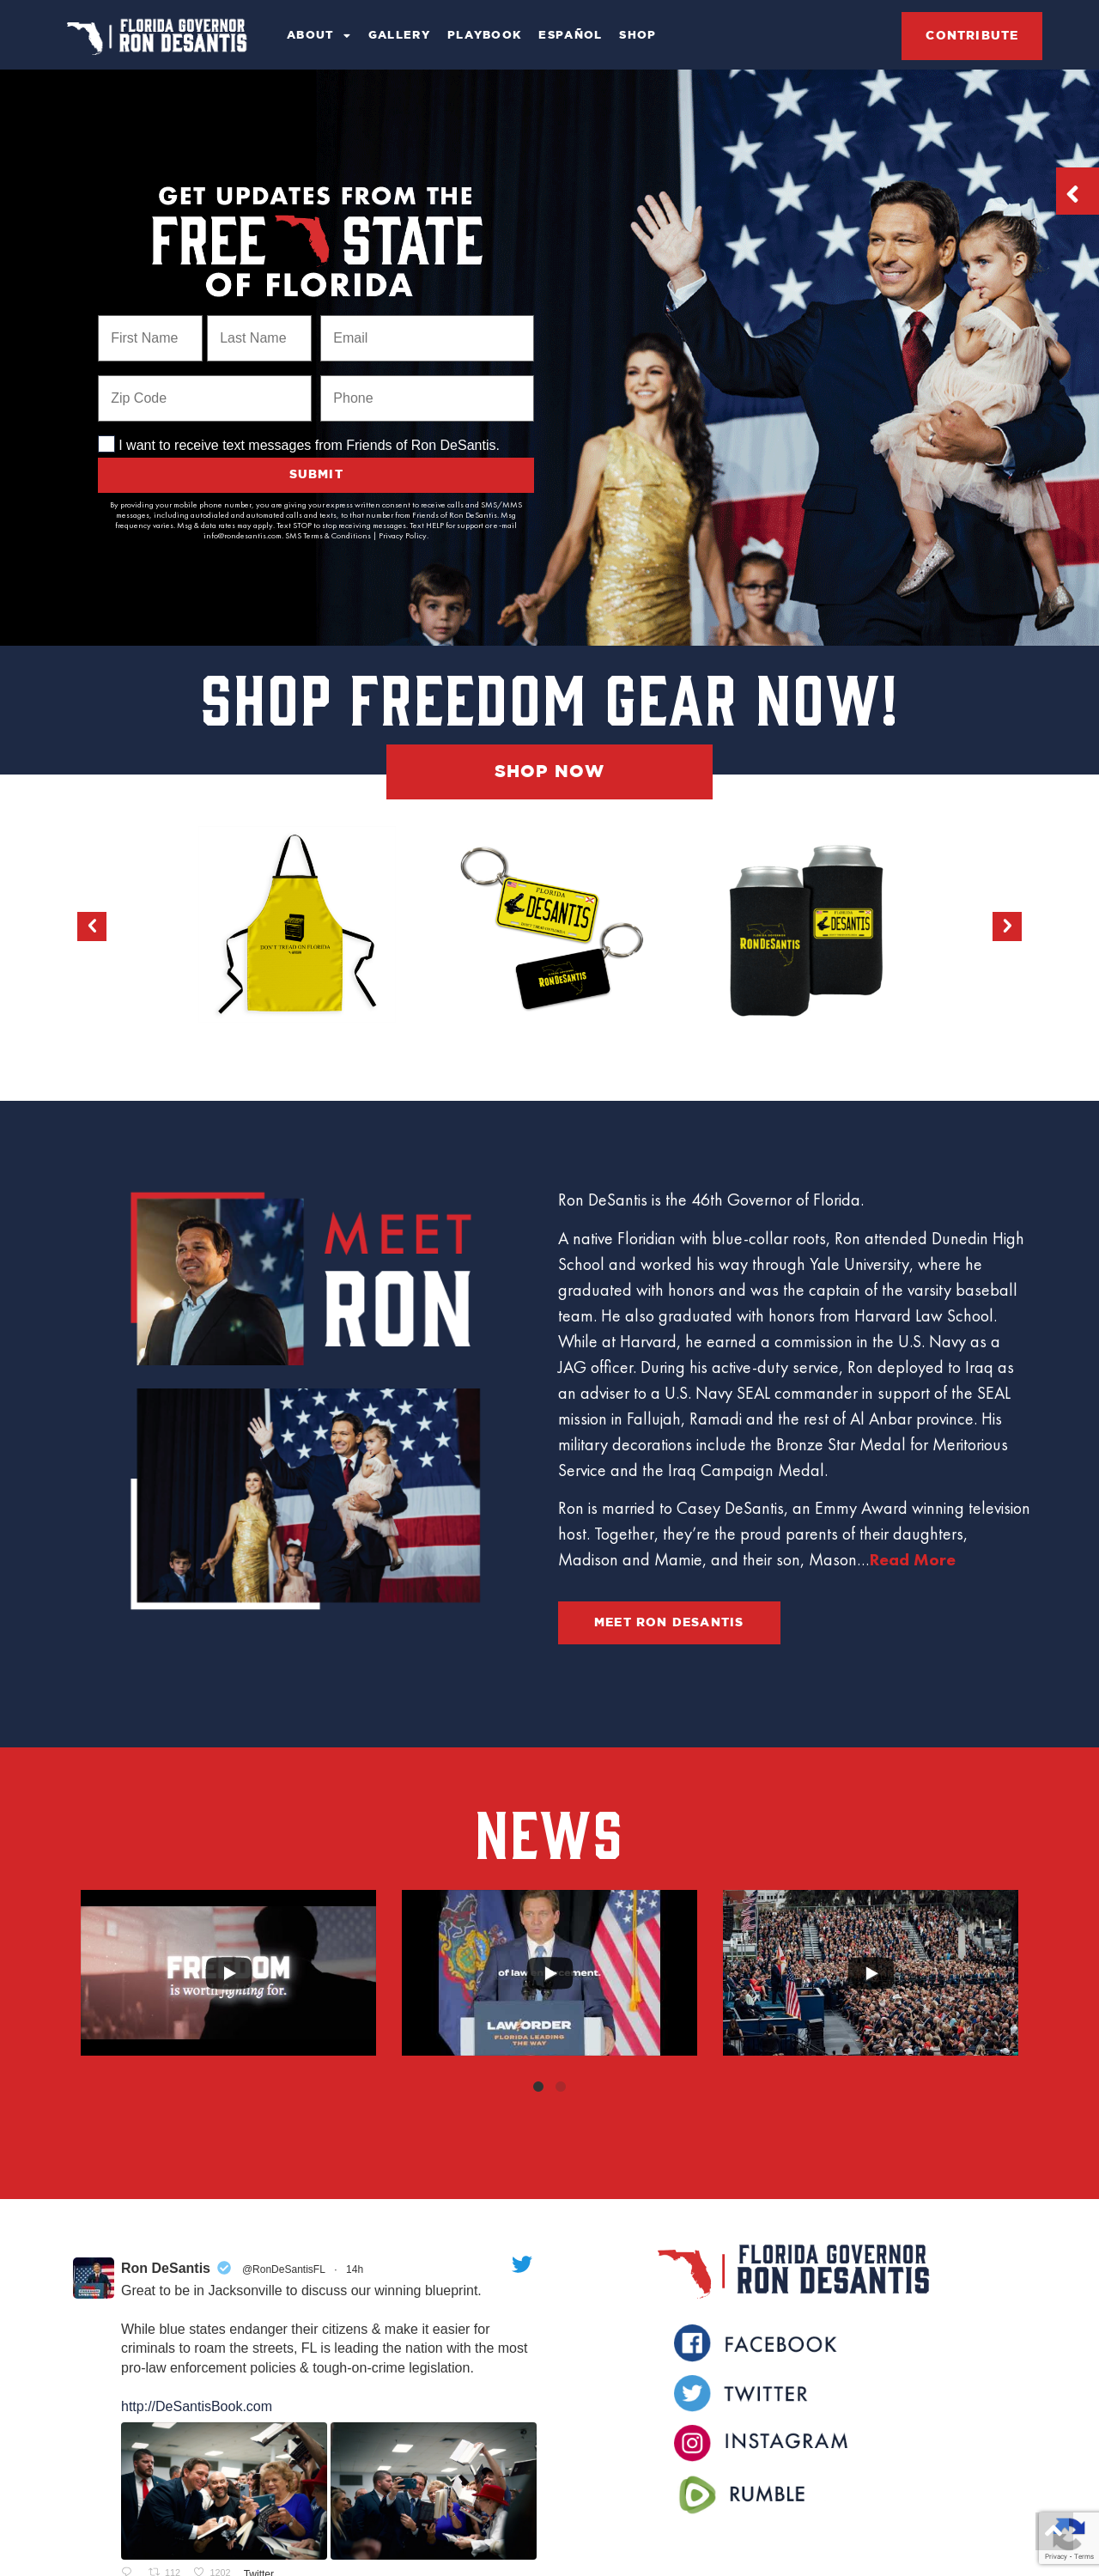 FLORIDA GOVERNOR
RON DESANTIS
ABOUT GALLERY PLAYBOOK ESPAÑOL SHOP
CONTRIBUTE
GET UPDATES FROM THE
FREE STATE
OF FLORIDA
First Name Last Name Email
Zip Code Phone
I want to receive text messages from Friends of Ron DeSantis.
SUBMIT
By providing your mobile phone number, you are giving your express written consent to receive calls and SMS/MMS
messages, including autodialed and automated calls and texts, to that number from Friends of Ron DeSantis. Msg
frequency varies. Msg & data rates may apply. Text STOP to stop receiving messages. Text HELP for support or e-mail
info@rondesantis.com. SMS Terms & Conditions | Privacy Policy.
SHOP FREEDOM GEAR NOW!
SHOP NOW
DON'T TREAD ON FLORIDA
FLORIDA
DESANTIS
RONDESANTIS
FLORIDA GOVERNOR
RONDESANTIS
FLORIDA
DESANTIS
MEET
RON
Ron DeSantis is the 46th Governor of Florida.
A native Floridian with blue-collar roots, Ron attended Dunedin High
School and worked his way through Yale University, where he
graduated with honors and was the captain of the varsity baseball
team. He also graduated with honors from Harvard Law School.
While at Harvard, he earned a commission in the U.S. Navy as a
JAG officer. During his active-duty service, Ron deployed to Iraq as
an adviser to a U.S. Navy SEAL commander in support of the SEAL
mission in Fallujah, Ramadi and the rest of Al Anbar province. His
military decorations include the Bronze Star Medal for Meritorious
Service and the Iraq Campaign Medal.
Ron is married to Casey DeSantis, an Emmy Award winning television
host. Together, they're the proud parents of their daughters,
Madison and Mamie, and their son, Mason...Read More
MEET RON DESANTIS
NEWS
FREEDOM
is worth fighting for.
of law enforcement.
LAW&ORDER
FLORIDA LEADING
THE WAY
Ron DeSantis @RonDeSantisFL · 14h
Great to be in Jacksonville to discuss our winning blueprint.
While blue states endanger their citizens & make it easier for
criminals to roam the streets, FL is leading the nation with the most
pro-law enforcement policies & tough-on-crime legislation.
http://DeSantisBook.com
112 1202 Twitter
FLORIDA GOVERNOR
RON DESANTIS
FACEBOOK
TWITTER
INSTAGRAM
RUMBLE
Privacy - Terms